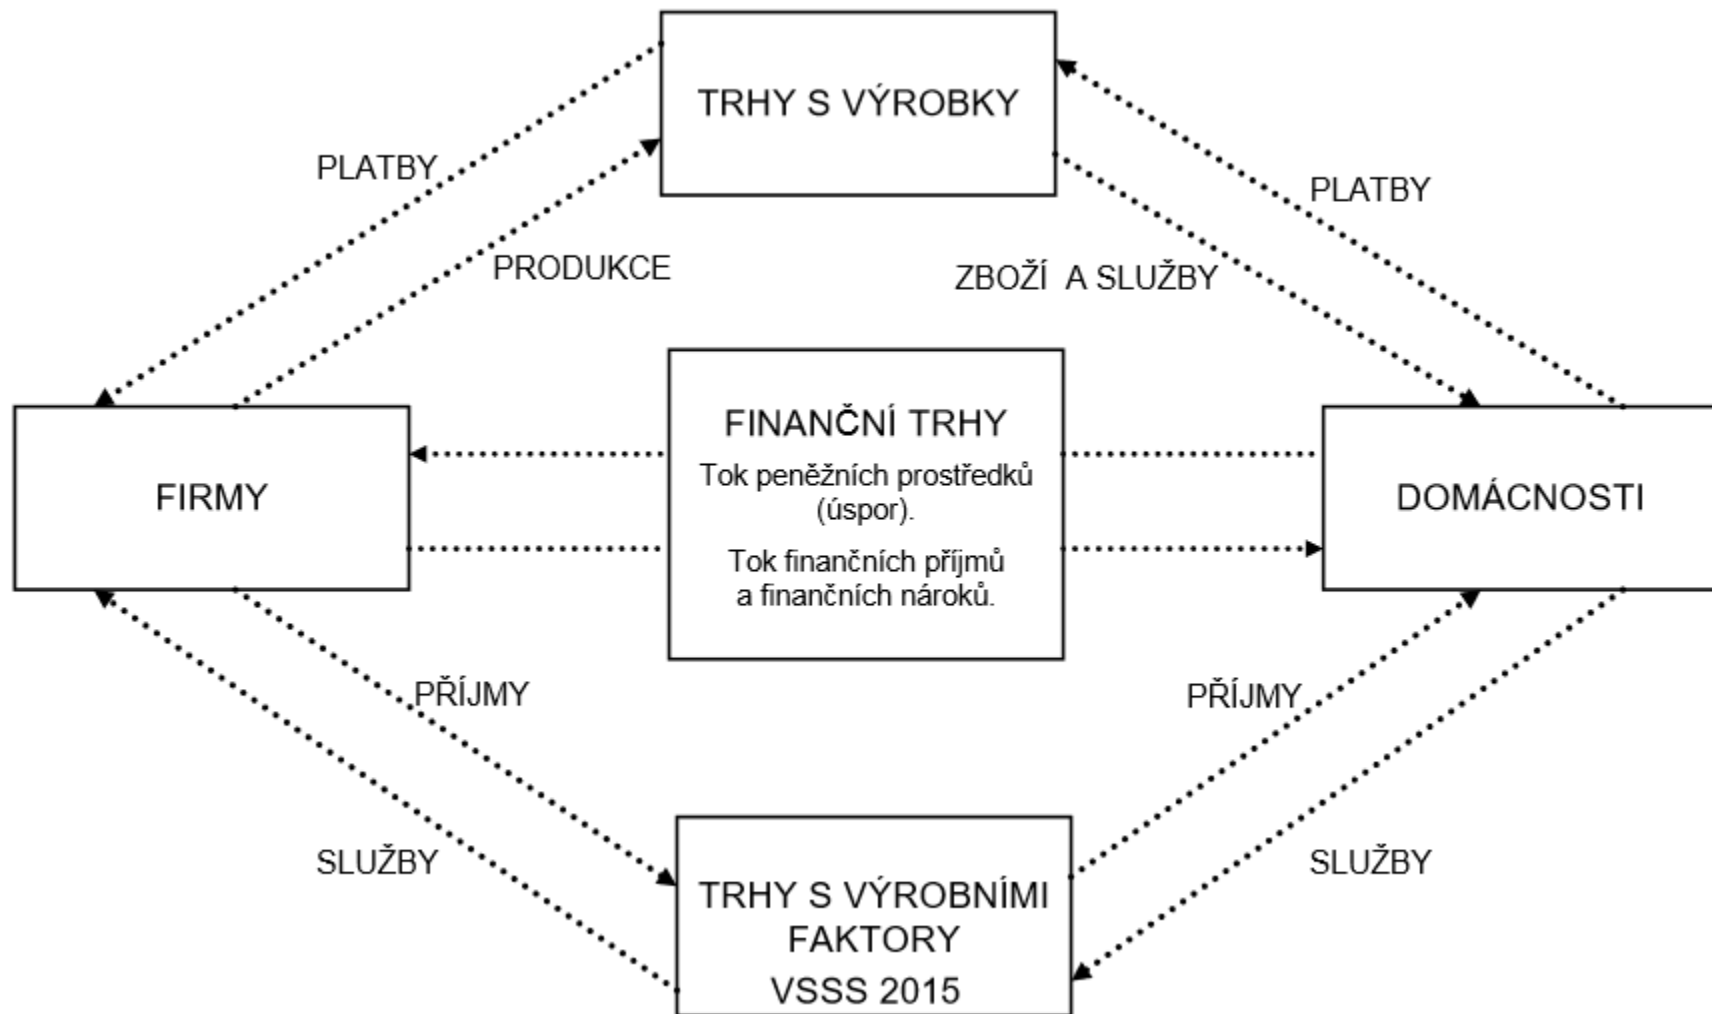 TRHY S VÝROBKY
PLATBY
PLATBY
PRODUKCE
ZBOŽÍ A SLUŽBY
FINANČNÍ TRHY
Tok peněžních prostředků
(úspor).
Tok finančních příjmů
a finančních nároků.
FIRMY
DOMÁCNOSTI
PŘÍJMY
PŘÍJMY
SLUŽBY
SLUŽBY
TRHY S VÝROBNÍMI
FAKTORY
VSSS 2015